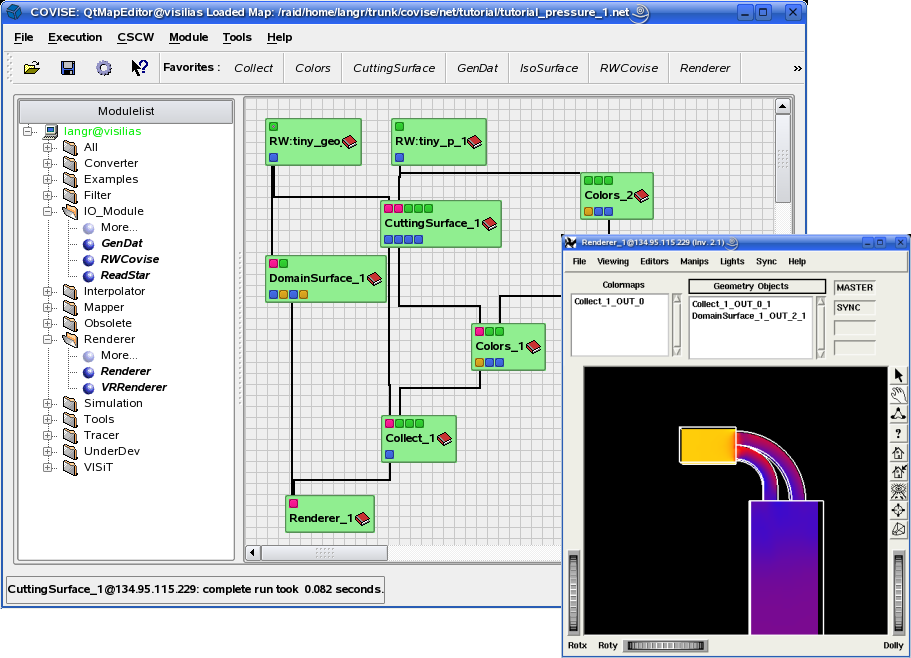 COVISE: QtMapEditor@visilias Loaded Map: /raid/home/langr/trunk/covise/net/tutorial/tutorial_pressure_1.net
File Execution CSCW Module Tools Help
Favorites : Collect Colors CuttingSurface GenDat IsoSurface RWCovise Renderer »
Modulelist
langr@visilias
All
Converter
Examples
Filter
IO_Module
More...
GenDat
RWCovise
ReadStar
Interpolator
Mapper
Obsolete
Renderer
More...
Renderer
VRRenderer
Simulation
Tools
Tracer
UnderDev
VISiT
RW:tiny_geo
RW:tiny_p_1
Colors_2
CuttingSurface_1
DomainSurface_1
Colors_1
Collect_1
Renderer_1
CuttingSurface_1@134.95.115.229: complete run took 0.082 seconds.
Renderer_1@134.95.115.229 (Inv. 2.1)
File Viewing Editors Manips Lights Sync Help
Colormaps
Collect_1_OUT_0
Geometry Objects
Collect_1_OUT_0_1
DomainSurface_1_OUT_2_1
MASTER
SYNC
?
Rotx Roty Dolly